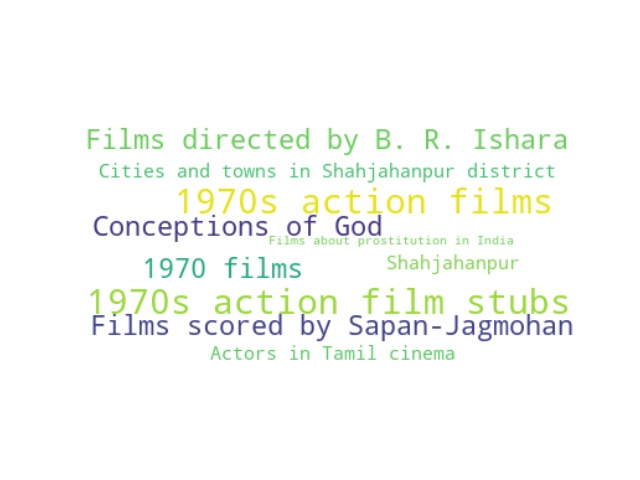 Films directed by B. R. Ishara
Cities and towns in Shahjahanpur district
1970s action films
Conceptions of God
Films about prostitution in India
1970 films
Shahjahanpur
1970s action film stubs
Films scored by Sapan-Jagmohan
Actors in Tamil cinema